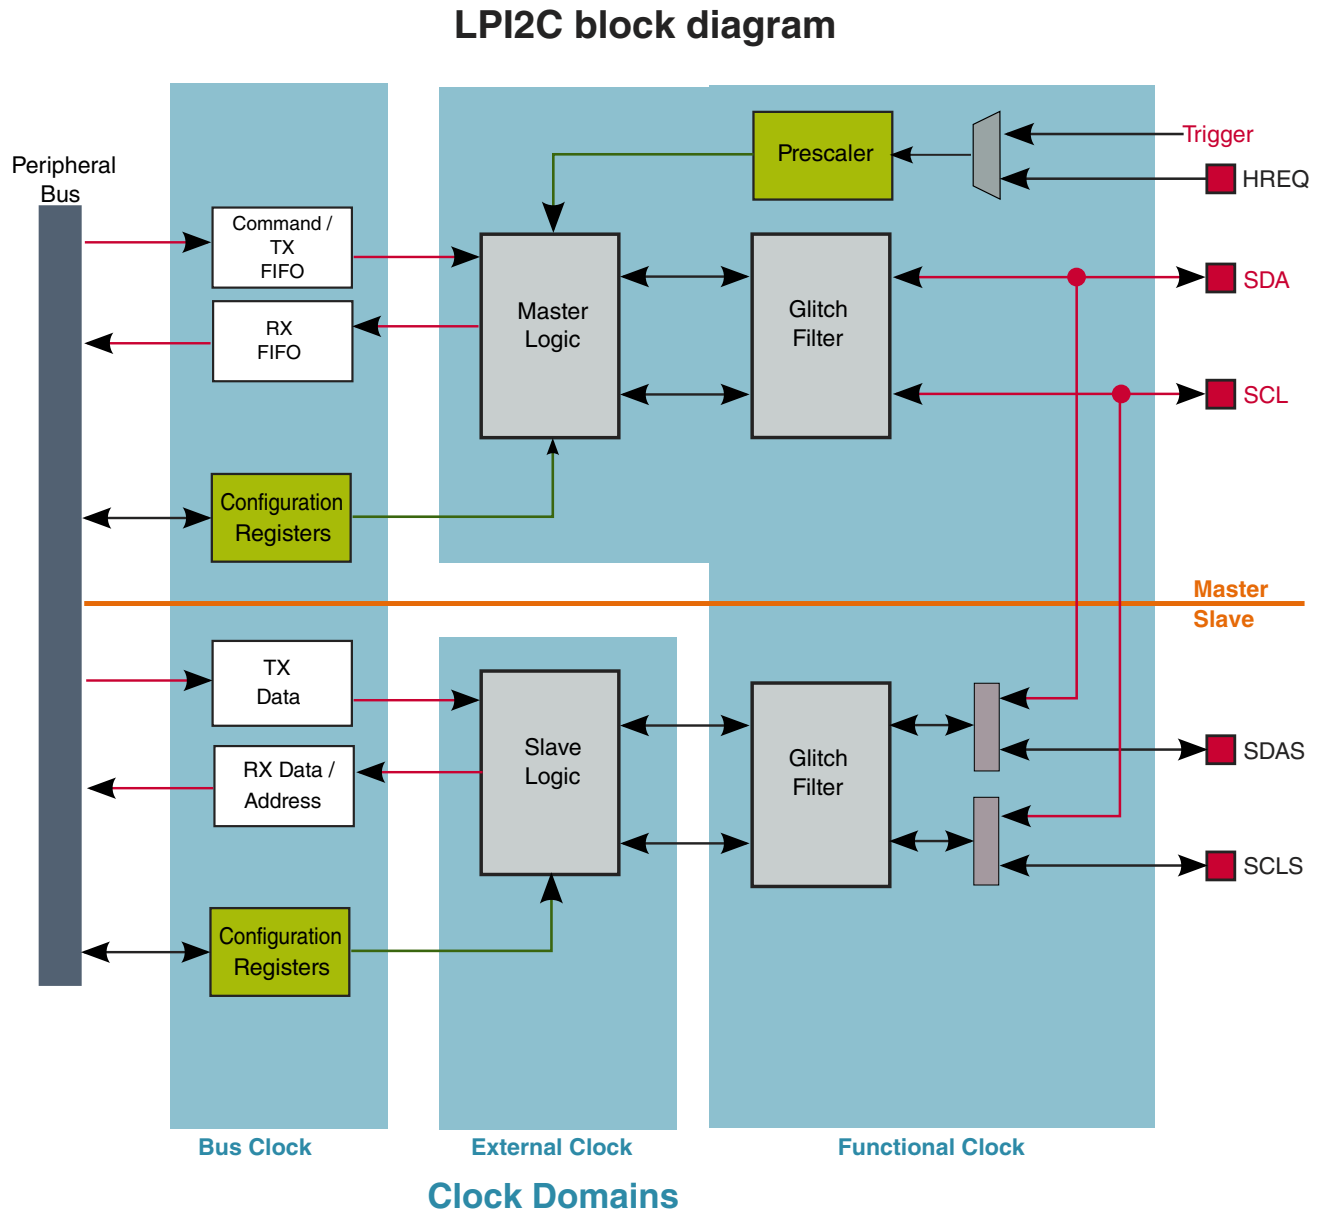 LPI2C block diagram
Peripheral
Bus
Command /
TX
FIFO
RX
FIFO
Configuration
Registers
Prescaler
Master
Logic
Glitch
Filter
Trigger
HREQ
SDA
SCL
Master
Slave
TX
Data
RX Data /
Address
Configuration
Registers
Slave
Logic
Glitch
Filter
SDAS
SCLS
Bus Clock
External Clock
Functional Clock
Clock Domains